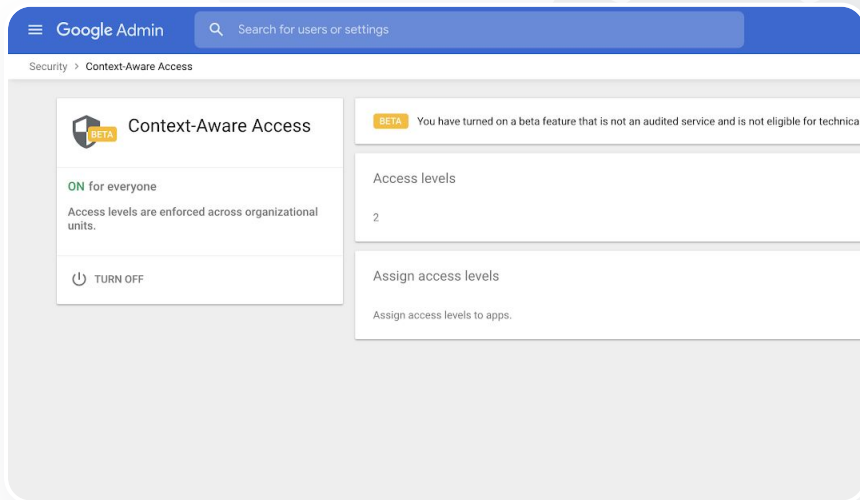 Google Admin
Search for users or settings
Security > Context-Aware Access
BETA
Context-Aware Access
ON for everyone
Access levels are enforced across organizational
units.
TURN OFF
BETA You have turned on a beta feature that is not an audited service and is not eligible for technica
Access levels
2
Assign access levels
Assign access levels to apps.